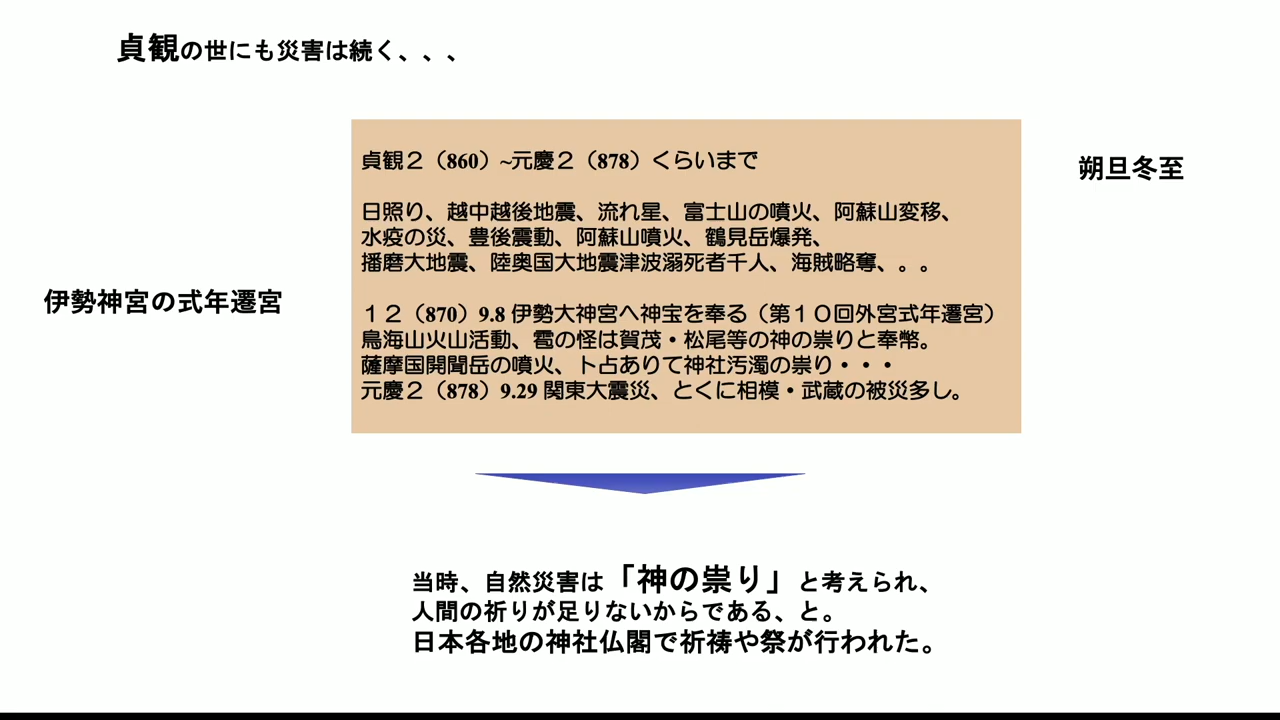 貞観の世にも災害は続く、、、
貞観２（860）~元慶２（878）くらいまで
朔旦冬至
日照り、越中越後地震、流れ星、富士山の噴火、阿蘇山変移、
水疫の災、豊後震動、阿蘇山噴火、鶴見岳爆発、
播磨大地震、陸奥国大地震津波溺死者千人、海賊略奪、。。
伊勢神宮の式年遷宮
１２（870）9.8 伊勢大神宮へ神宝を奉る（第１０回外宮式年遷宮）
鳥海山火山活動、雹の怪は賀茂・松尾等の神の祟りと奉幣。
薩摩国開聞岳の噴火、卜占ありて神社汚濁の祟り・・・
元慶２（878）9.29 関東大震災、とくに相模・武蔵の被災多し。
当時、自然災害は「神の祟り」と考えられ、
人間の祈りが足りないからである、と。
日本各地の神社仏閣で祈祷や祭が行われた。